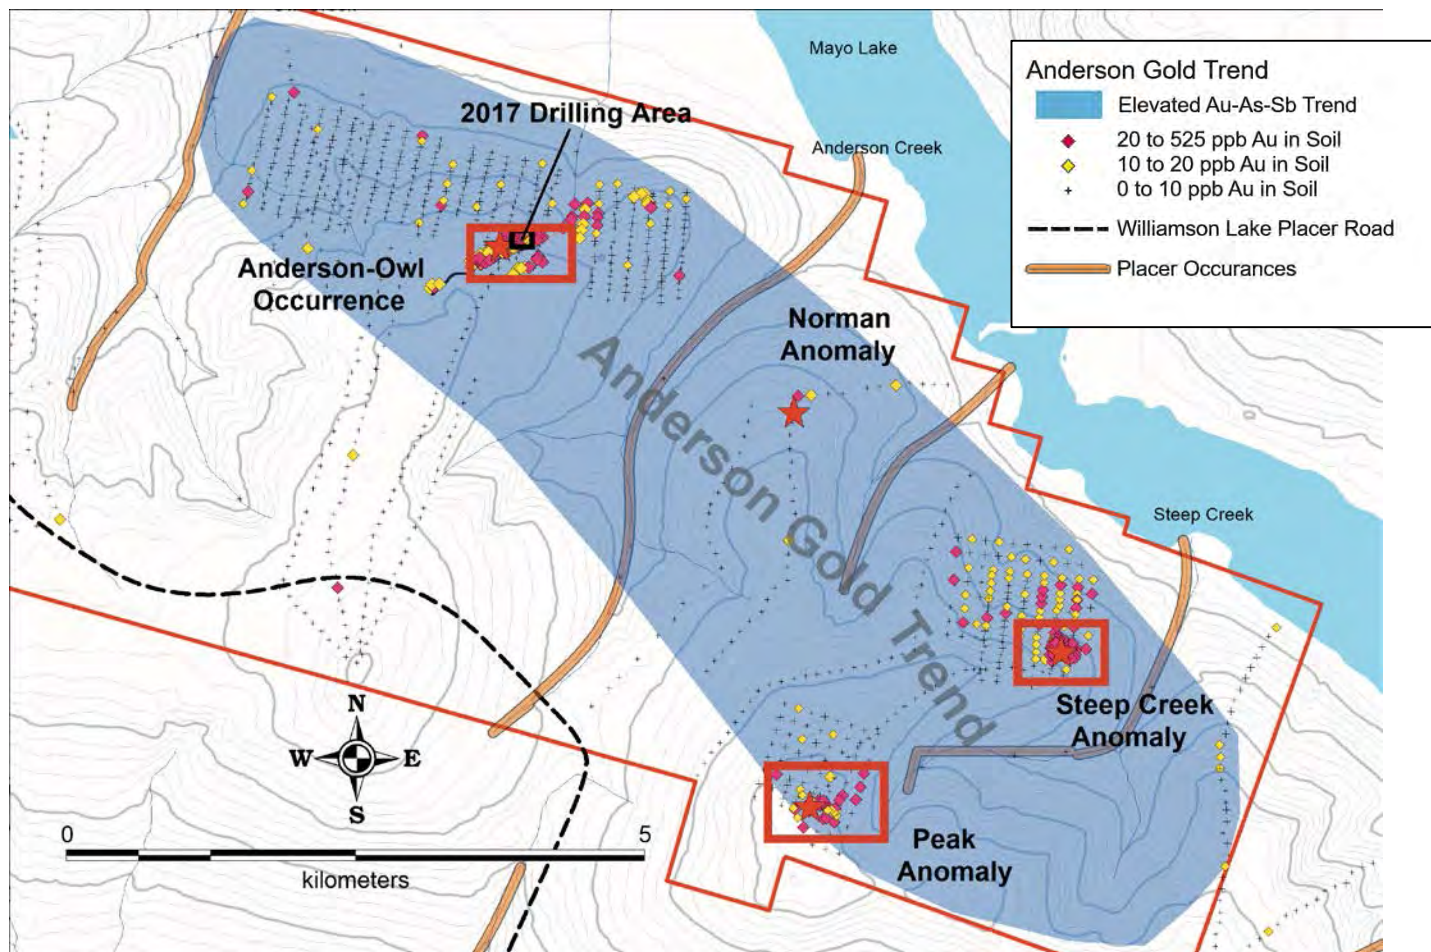 Mayo Lake
Anderson Gold Trend
Elevated Au-As-Sb Trend
20 to 525 ppb Au in Soil
10 to 20 ppb Au in Soil
0 to 10 ppb Au in Soil
Williamson Lake Placer Road
Placer Occurances
2017 Drilling Area
Anderson Creek
Anderson-Owl
Occurrence
Norman
Anomaly
Anderson Gold Trend
Steep Creek
Steep Creek
Anomaly
Peak
Anomaly
N
W
E
S
0
5
kilometers